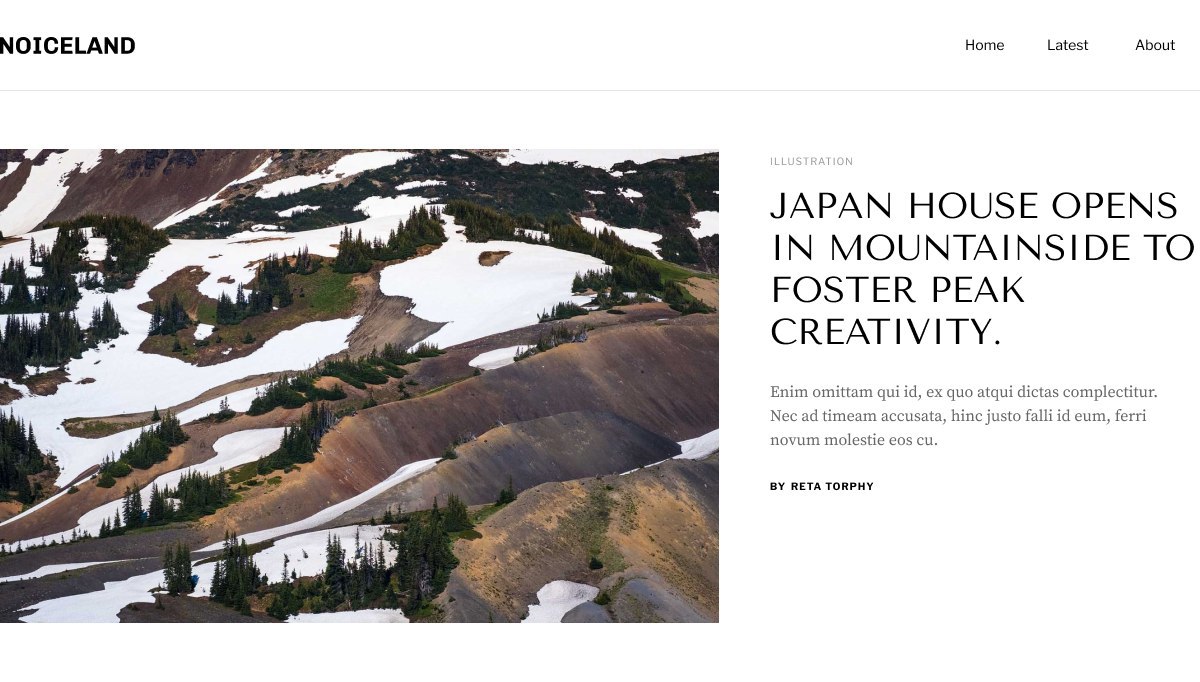 NOICELAND
Home Latest About
ILLUSTRATION
JAPAN HOUSE OPENS
IN MOUNTAINSIDE TO
FOSTER PEAK
CREATIVITY.
Enim omittam qui id, ex quo atqui dictas complectitur.
Nec ad timeam accusata, hinc justo falli id eum, ferri
novum molestie eos cu.
BY RETA TORPHY